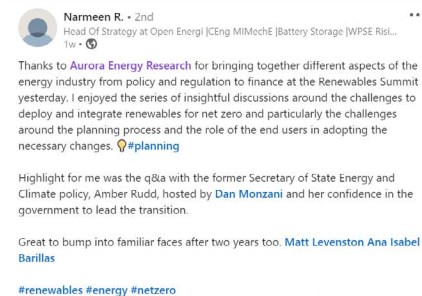 Narmeen R. • 2nd
Head Of Strategy at Open Energi |CEng MIMechE |Battery Storage |WPSE Risi...
1w •
Thanks to Aurora Energy Research for bringing together different aspects of the
energy industry from policy and regulation to finance at the Renewables Summit
yesterday. I enjoyed the series of insightful discussions around the challenges to
deploy and integrate renewables for net zero and particularly the challenges
around the planning process and the role of the end users in adopting the
necessary changes. 💡#planning
Highlight for me was the q&a with the former Secretary of State Energy and
Climate policy, Amber Rudd, hosted by Dan Monzani and her confidence in the
government to lead the transition.
Great to bump into familiar faces after two years too. Matt Levenston Ana Isabel
Barillas
#renewables #energy #netzero